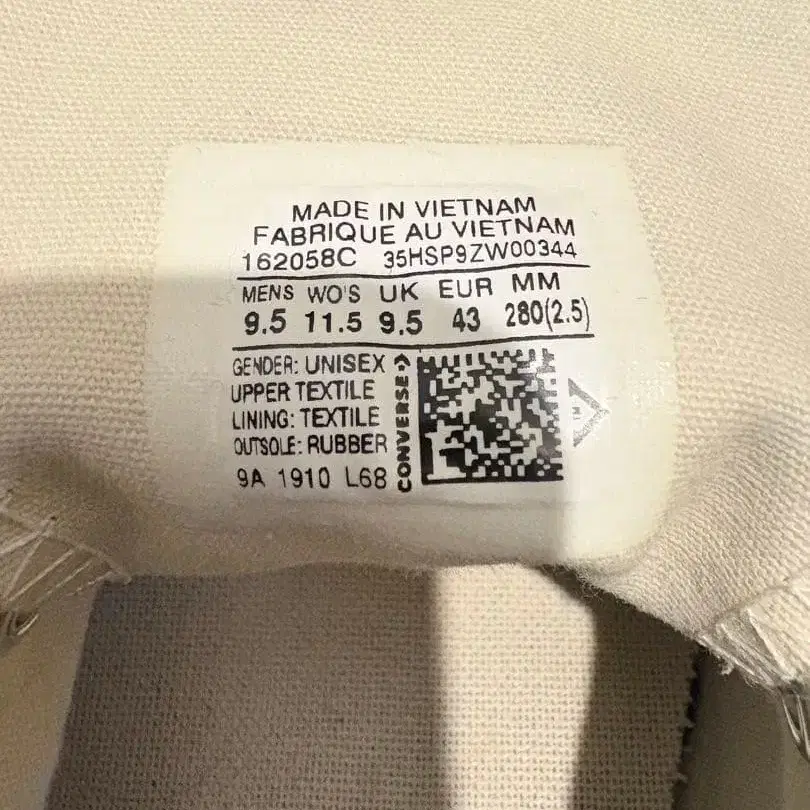 MADE IN VIETNAM
FABRIQUE AU VIETNAM
162058C 35HSP9ZW00344
MENS WO'S UK EUR MM
9.5 11.5 9.5 43 280(2.5)
GENDER: UNISEX
UPPER TEXTILE
LINING: TEXTILE
OUTSOLE: RUBBER
9A 1910 L68
CONVERSE
TM